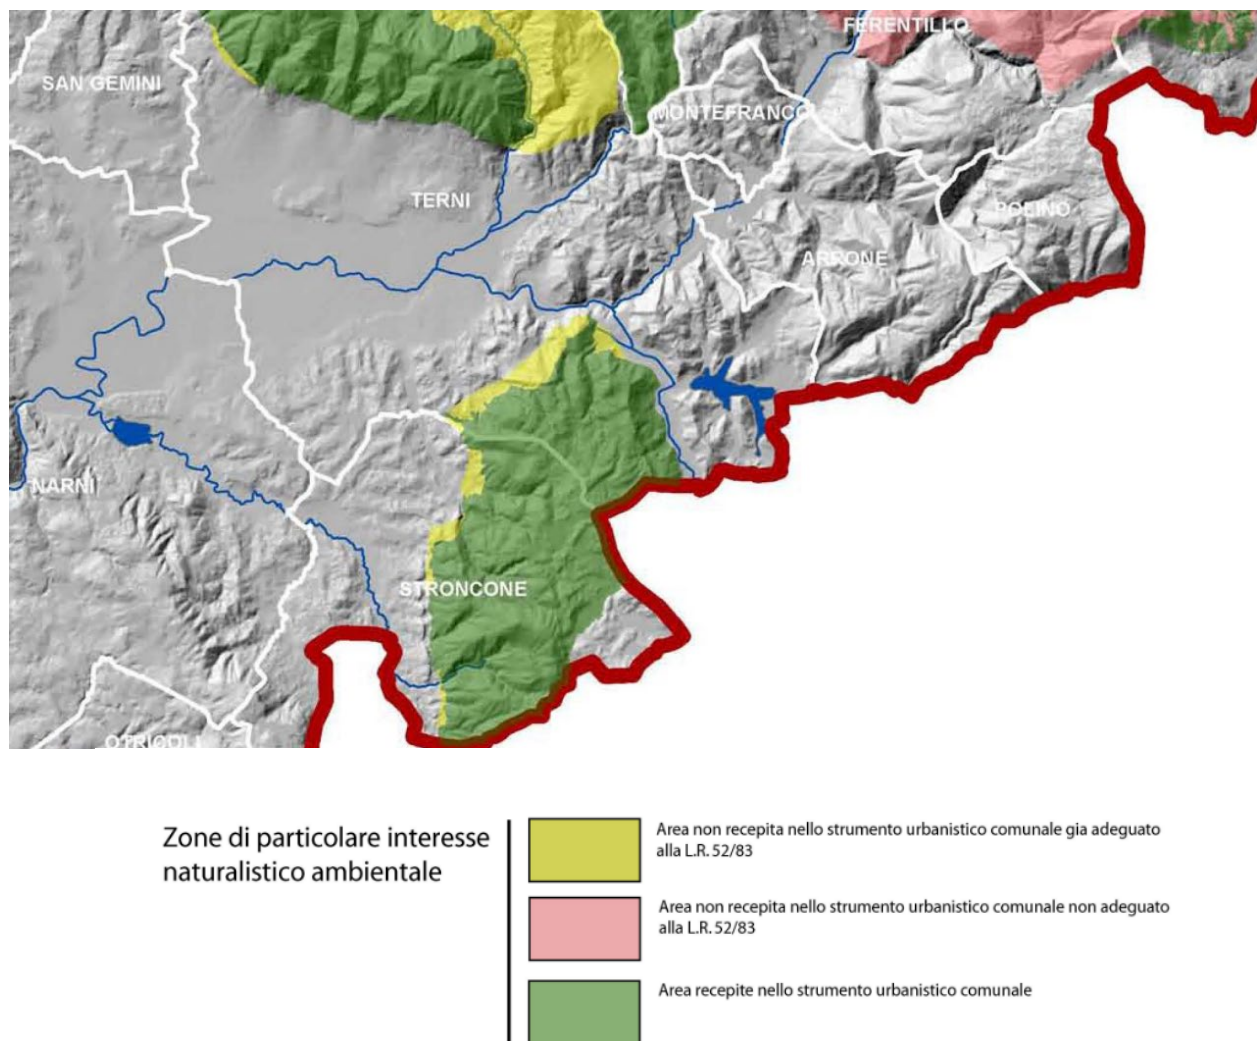 FERENTILLO
SAN GEMINI
MONTEFRANCO
TERNI
POLINO
ARRONE
NARNI
STRONCONE
OTRICOLI
Zone di particolare interesse
naturalistico ambientale
Area non recepita nello strumento urbanistico comunale gia adeguato
alla L.R. 52/83
Area non recepita nello strumento urbanistico comunale non adeguato
alla L.R. 52/83
Area recepite nello strumento urbanistico comunale